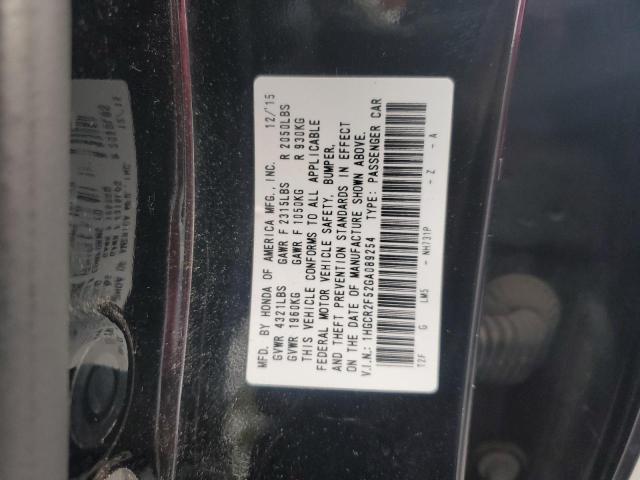 MFD. BY HONDA OF AMERICA MFG., INC. 12/'15
GVWR 4321LBS GAWR F 2315LBS R 2050LBS
GVWR 1960KG GAWR F 1050KG R 930KG
THIS VEHICLE CONFORMS TO ALL APPLICABLE
FEDERAL MOTOR VEHICLE SAFETY, BUMPER,
AND THEFT PREVENTION STANDARDS IN EFFECT
ON THE DATE OF MANUFACTURE SHOWN ABOVE.
V.I.N.: 1HGCR2F52GA089254 TYPE: PASSENGER CAR
T2F G LM5 - NH731P - Z - A